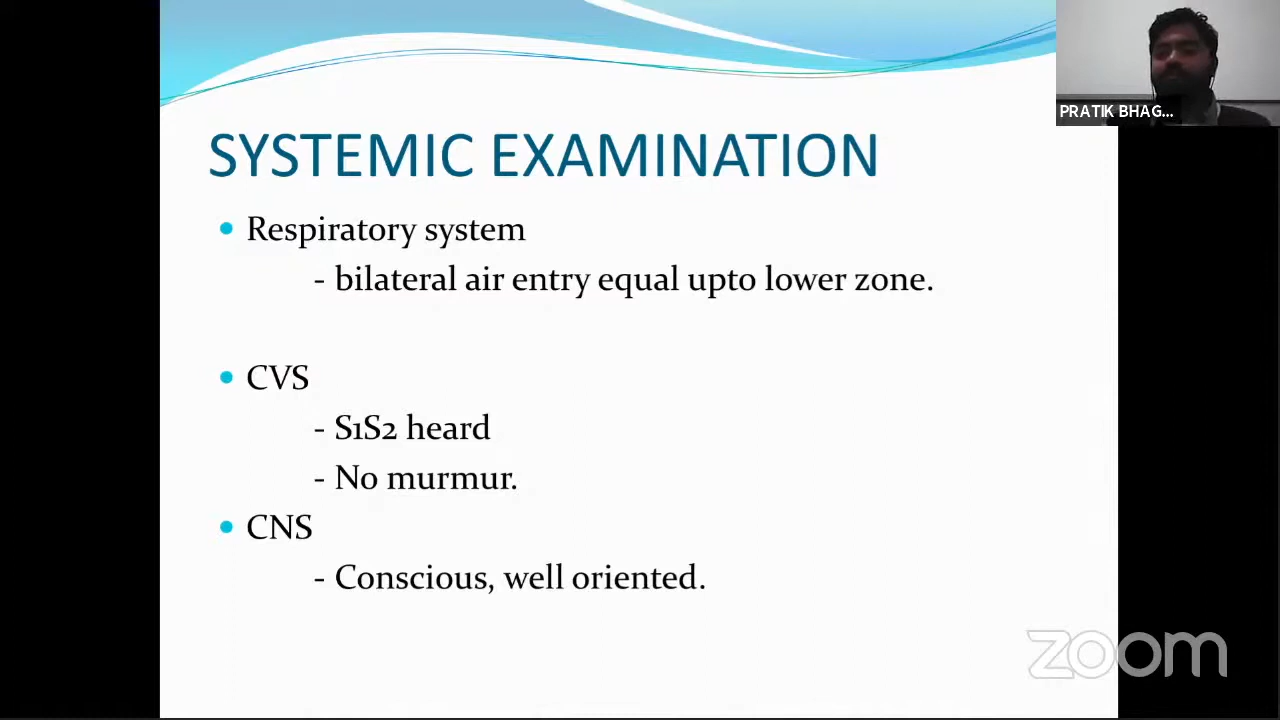 PRATIK BHAG...
SYSTEMIC EXAMINATION
• Respiratory system
- bilateral air entry equal upto lower zone.
• CVS
- S1S2 heard
- No murmur.
• CNS
- Conscious, well oriented.
zoom